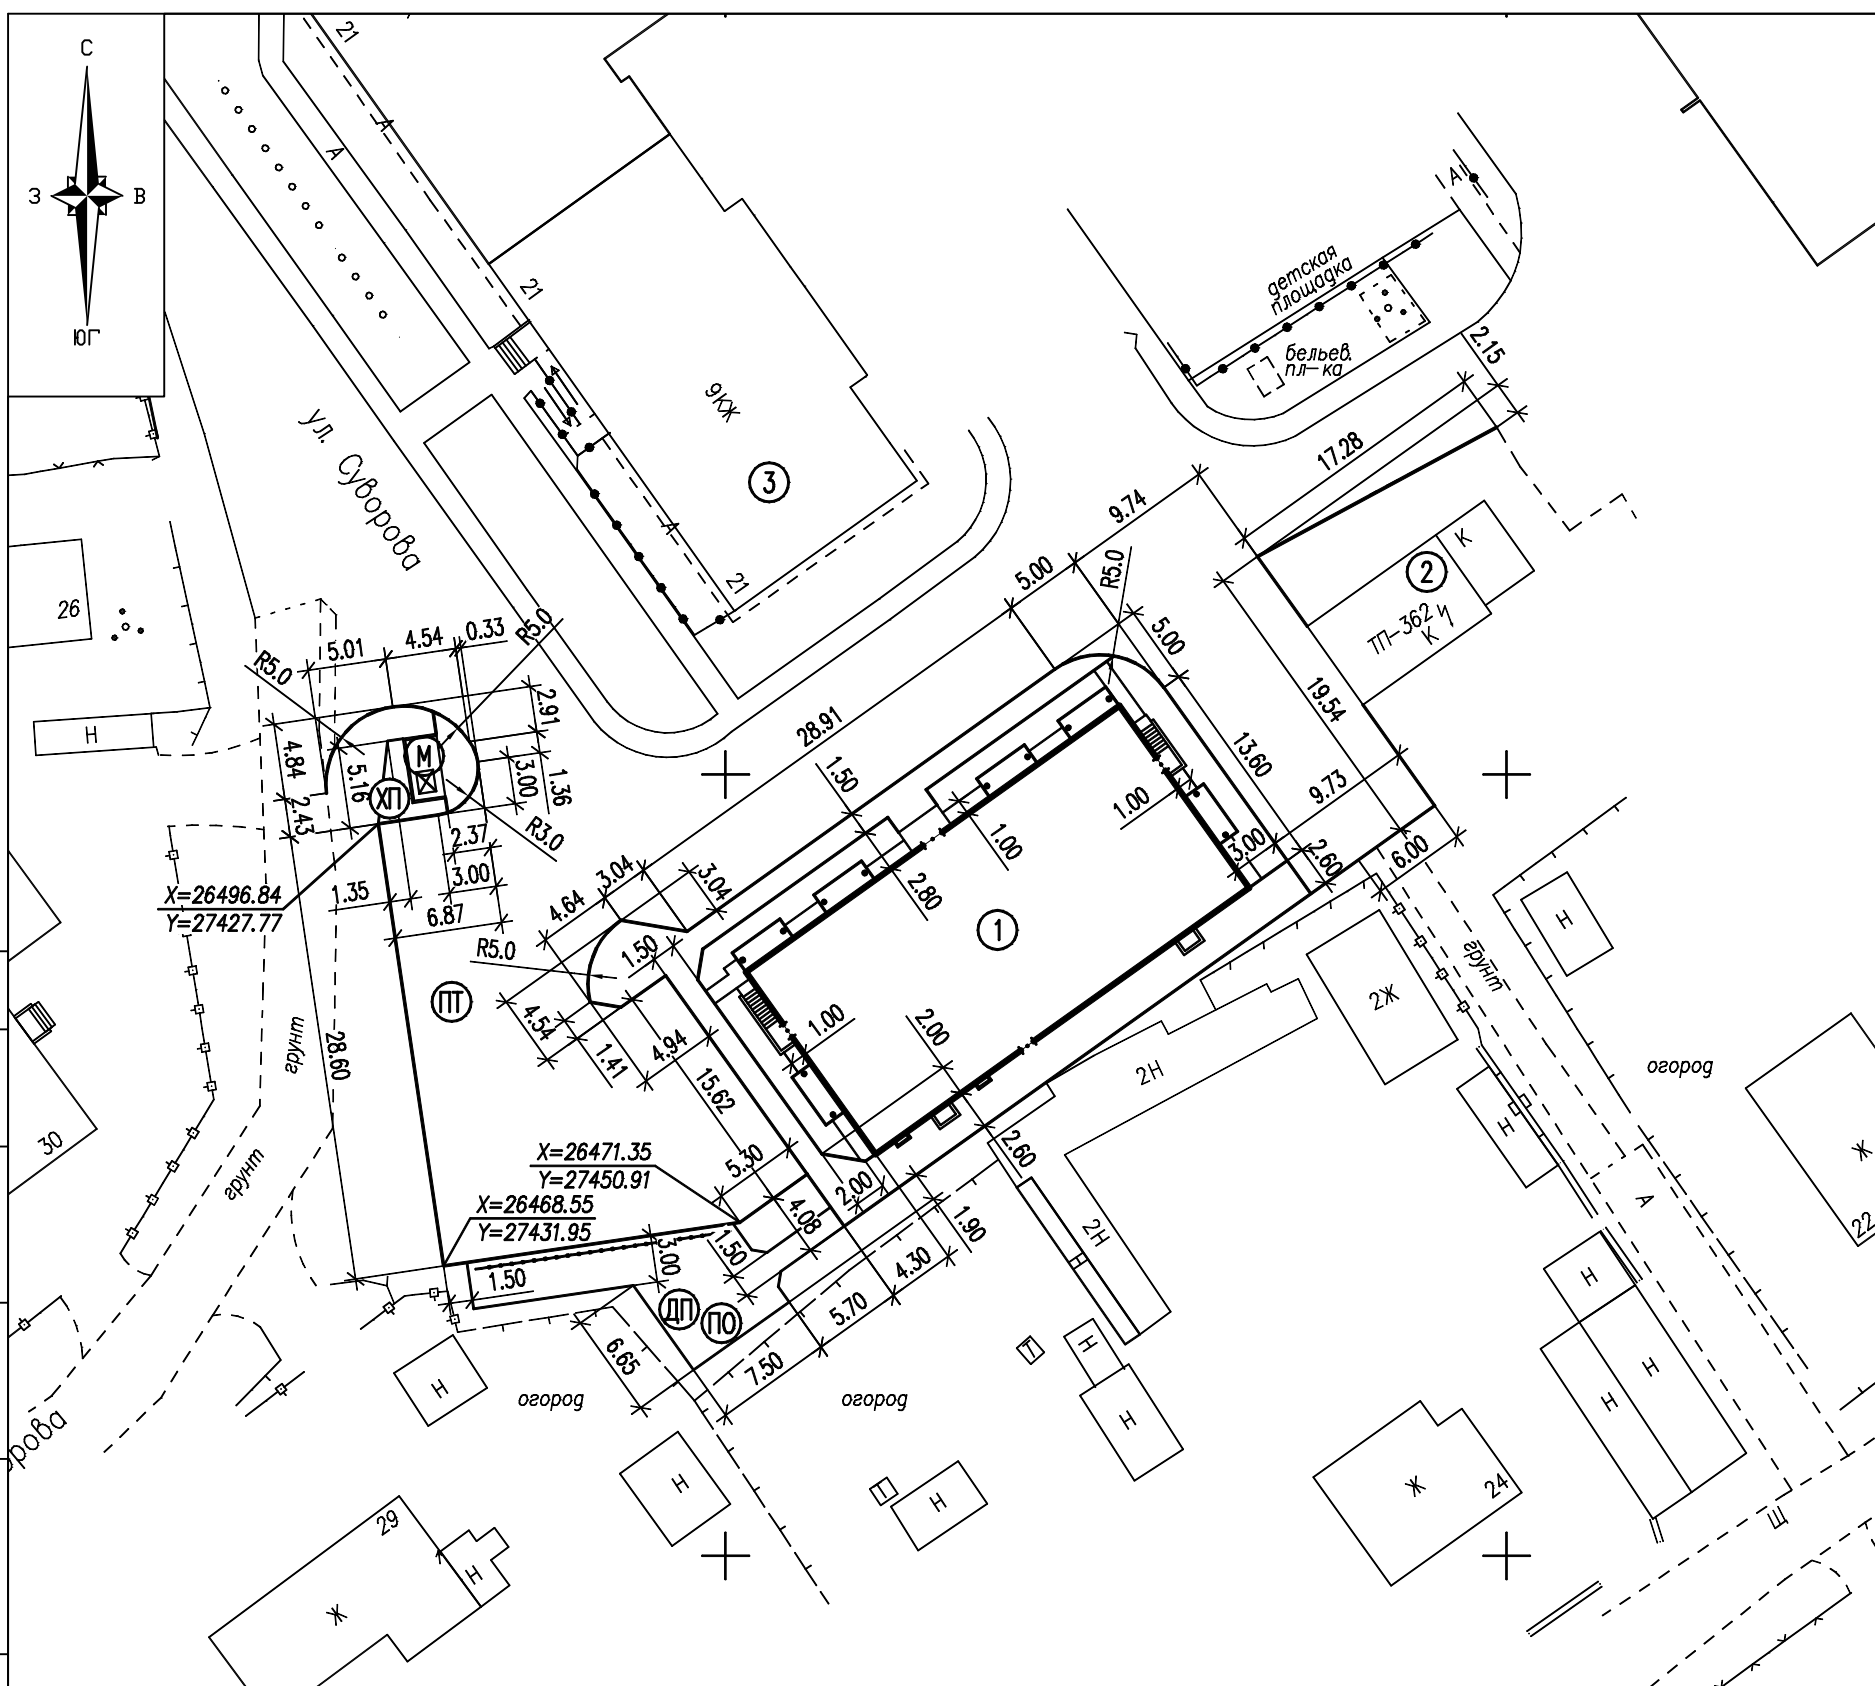 С
З
В
ЮГ
21
А
А
21
9КЖ
3
А
21
ул. Суворова
А
детская
площадка
бельев.
пл-ка
2.15
17.28
9.74
5.00
R5.0
5.00
К
2
ТП-362
К
19.54
13.60
9.73
28.91
26
Н
5.01
4.54
0.33
R5.0
R5.0
2.91
4.84
5.16
М
ХП
3.00
1.36
2.43
2.37
R3.0
3.00
1.35
6.87
X=26496.84
Y=27427.77
1.50
1.00
1.00
2.80
3.00
2.60
6.00
3.04
3.04
4.64
1.50
R5.0
1
ПТ
4.54
1.41
4.94
1.00
2.00
15.62
28.60
грунт
грунт
грунт
30
X=26471.35
Y=27450.91
X=26468.55
Y=27431.95
5.30
4.08
2.00
1.50
3.00
1.50
2.60
1.90
4.30
5.70
7.50
6.65
ДП
ПО
2Н
2Н
Н
2Ж
Н
Н
огород
Ж
22
А
Н
Н
Н
Т
Н
Н
Н
огород
огород
Н
Т
Н
Ж
24
29
Н
Ж